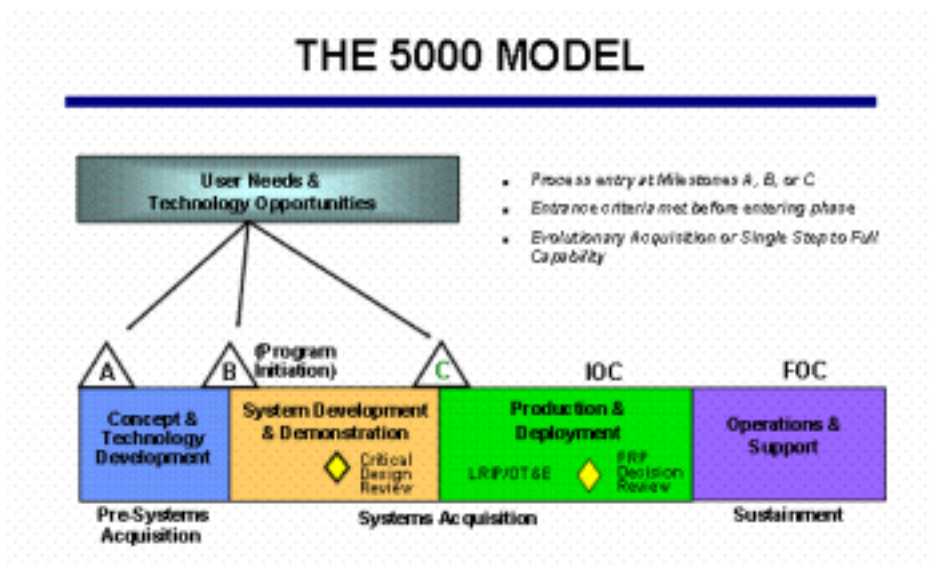 THE 5000 MODEL
User Needs &
Technology Opportunities
• Process entry at Milestones A, B, or C
• Entrance criteria met before entering phase
• Evolutionary Acquisition or Single Step to Full
Capability
A
B
(Program
Initiation)
C
IOC
FOC
Concept &
Technology
Development
System Development
& Demonstration
Critical
Design
Review
Production &
Deployment
LRIP/OT&E
FRP
Decision
Review
Operations &
Support
Pre-Systems
Acquisition
Systems Acquisition
Sustainment